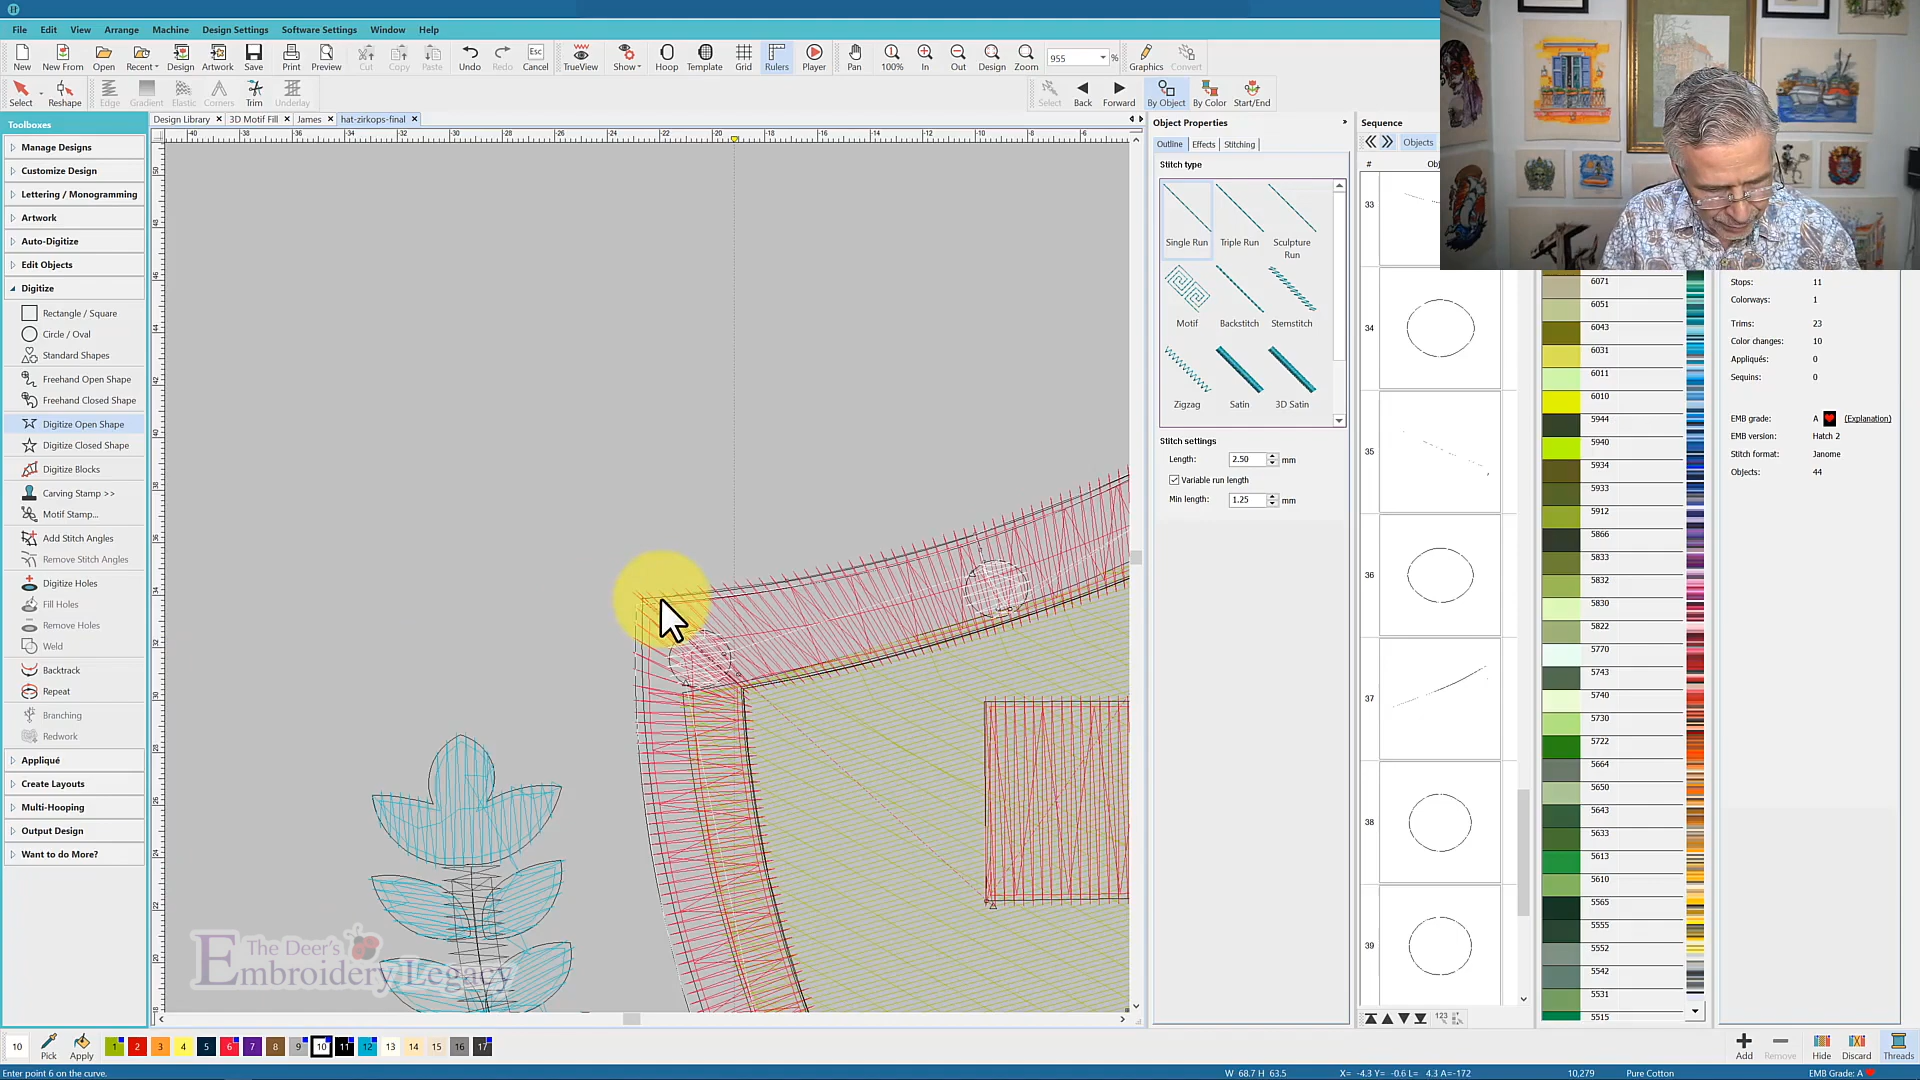 File Edit View Arrange Machine Design Settings Software Settings Window Help
New New From Open Recent Design Artwork Save Print Preview Cut Copy Paste Undo Redo Esc Cancel TrueView Show Hoop Template Grid Rulers Player Pan 100% In Out Design Zoom 955 % Graphics Convert
Select Reshape Edge Gradient Elastic Corners Trim Underlay Select Back Forward By Object By Color Start/End
Toolboxes
Design Library 3D Motif Fill James hat-zirkops-final
Manage Designs
Customize Design
Lettering / Monogramming
Artwork
Auto-Digitize
Edit Objects
Digitize
Rectangle / Square
Circle / Oval
Standard Shapes
Freehand Open Shape
Freehand Closed Shape
Digitize Open Shape
Digitize Closed Shape
Digitize Blocks
Carving Stamp >>
Motif Stamp...
Add Stitch Angles
Remove Stitch Angles
Digitize Holes
Fill Holes
Remove Holes
Weld
Backtrack
Repeat
Branching
Redwork
Appliqué
Create Layouts
Multi-Hooping
Output Design
Want to do More?
The Deer's
Embroidery Legacy
Object Properties
Outline Effects Stitching
Stitch type
Single Run Triple Run Sculpture Run
Motif Backstitch Stemstitch
Zigzag Satin 3D Satin
Stitch settings
Length: 2.50 mm
Variable run length
Min length: 1.25 mm
Sequence
Objects
#
33
34
35
36
37
38
39
6071
6051
6043
6031
6011
6010
5944
5940
5934
5933
5912
5866
5833
5832
5830
5822
5770
5743
5740
5730
5722
5664
5650
5643
5633
5613
5610
5565
5555
5552
5542
5531
5515
Stops: 11
Colorways: 1
Trims: 23
Color changes: 10
Appliqués: 0
Sequins: 0
EMB grade: A (Explanation)
EMB version: Hatch 2
Stitch format: Janome
Objects: 44
10 Pick Apply 1 2 3 4 5 6 7 8 9 10 11 12 13 14 15 16 17
Add Remove Hide Discard Threads
Enter point 6 on the curve. W 68.7 H 63.5 X= -4.3 Y= -0.6 L= 4.3 A=-172 10,279 Pure Cotton EMB Grade: A